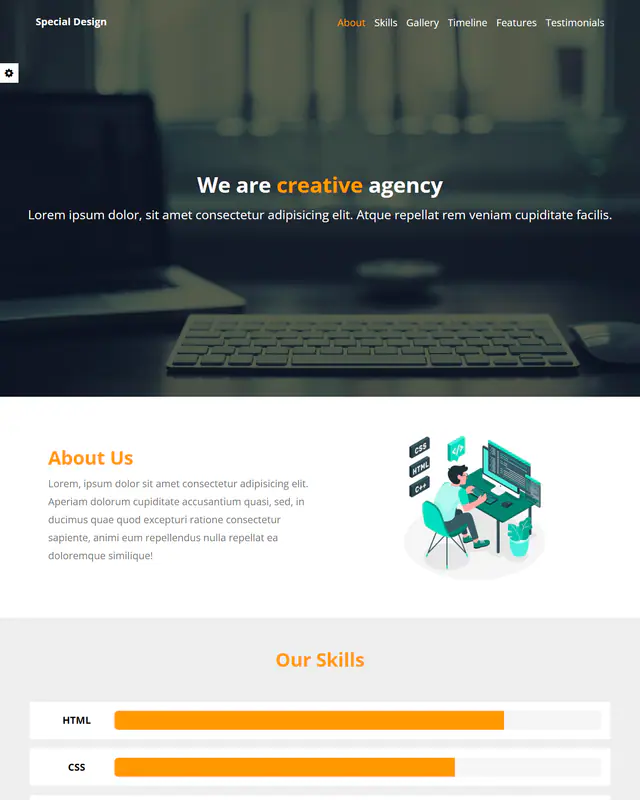 Special Design
About Skills Gallery Timeline Features Testimonials
We are creative agency
Lorem ipsum dolor, sit amet consectetur adipisicing elit. Atque repellat rem veniam cupiditate facilis.
About Us
Lorem, ipsum dolor sit amet consectetur adipisicing elit.
Aperiam dolorum cupiditate accusantium quasi, sed, in
ducimus quae quod excepturi ratione consectetur
sapiente, animi eum repellendus nulla repellat ea
doloremque similique!
CSS
</>
HTML
C++
Our Skills
HTML
CSS